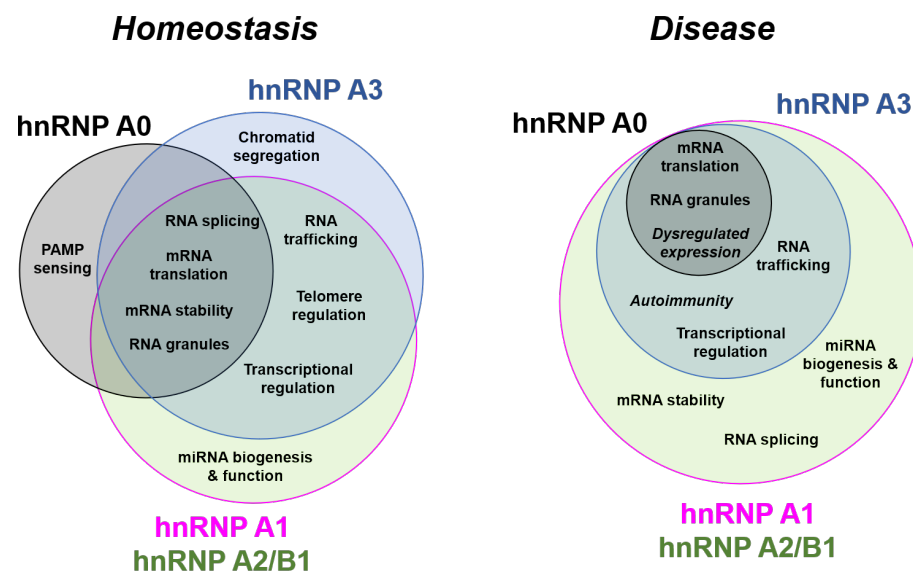 Homeostasis
hnRNP A3
hnRNP A0
Chromatid
segregation
RNA splicing
RNA
trafficking
PAMP
sensing
mRNA
translation
mRNA stability
Telomere
regulation
RNA granules
Transcriptional
regulation
miRNA biogenesis
& function
hnRNP A1
hnRNP A2/B1
Disease
hnRNP A3
hnRNP A0
mRNA
translation
RNA granules
Dysregulated
expression
RNA
trafficking
Autoimmunity
Transcriptional
regulation
miRNA
biogenesis &
function
mRNA stability
RNA splicing
hnRNP A1
hnRNP A2/B1